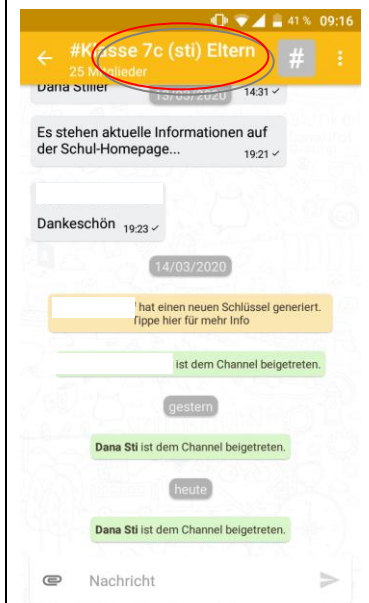 41 % 09:16
#Klasse 7c (sti) Eltern
25 Mitglieder
#
Dana Stiller
13/03/2020
14:31
Es stehen aktuelle Informationen auf
der Schul-Homepage...
19:21
Dankeschön 19:23
14/03/2020
' hat einen neuen Schlüssel generiert.
Tippe hier für mehr Info
ist dem Channel beigetreten.
gestern
Dana Sti ist dem Channel beigetreten.
heute
Dana Sti ist dem Channel beigetreten.
Nachricht